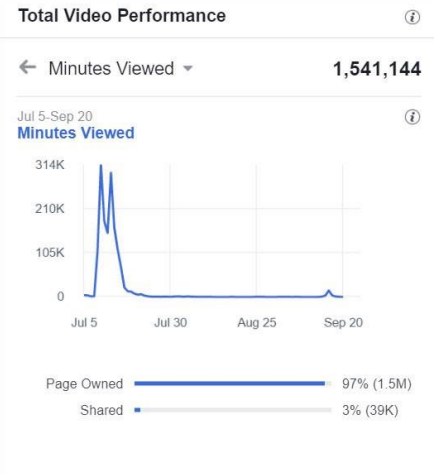 Total Video Performance
Minutes Viewed 1,541,144
Jul 5-Sep 20
Minutes Viewed
314K
210K
105K
0
Jul 5 Jul 30 Aug 25 Sep 20
Page Owned 97% (1.5M)
Shared 3% (39K)